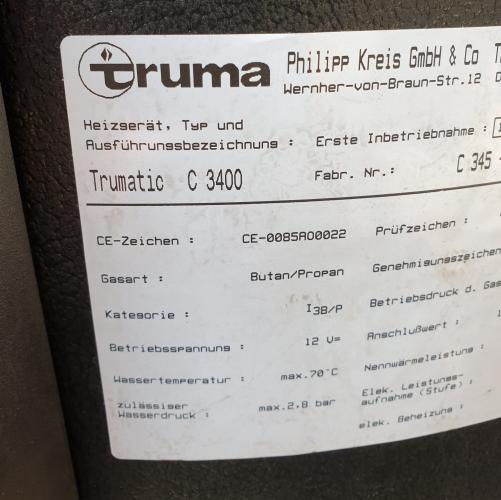 truma Philipp Kreis GmbH & Co
Wernher-von-Braun-Str.12
Heizgerät, Typ und
Ausführungsbezeichnung : Erste Inbetriebnahme :
Trumatic C 3400 Fabr. Nr.: C 345
CE-Zeichen : CE-0085AO0022 Prüfzeichen :
Gasart : Butan/Propan Genehmigungszeichen
Kategorie : I3B/P Betriebsdruck d. Gas
Betriebsspannung : 12 V= Anschlußwert :
Wassertemperatur : max.70°C Nennwärmeleistung :
zulässiger Elek. Leistungs-
Wasserdruck : max.2,8 bar aufnahme (Stufe) :
elek. Beheizung :